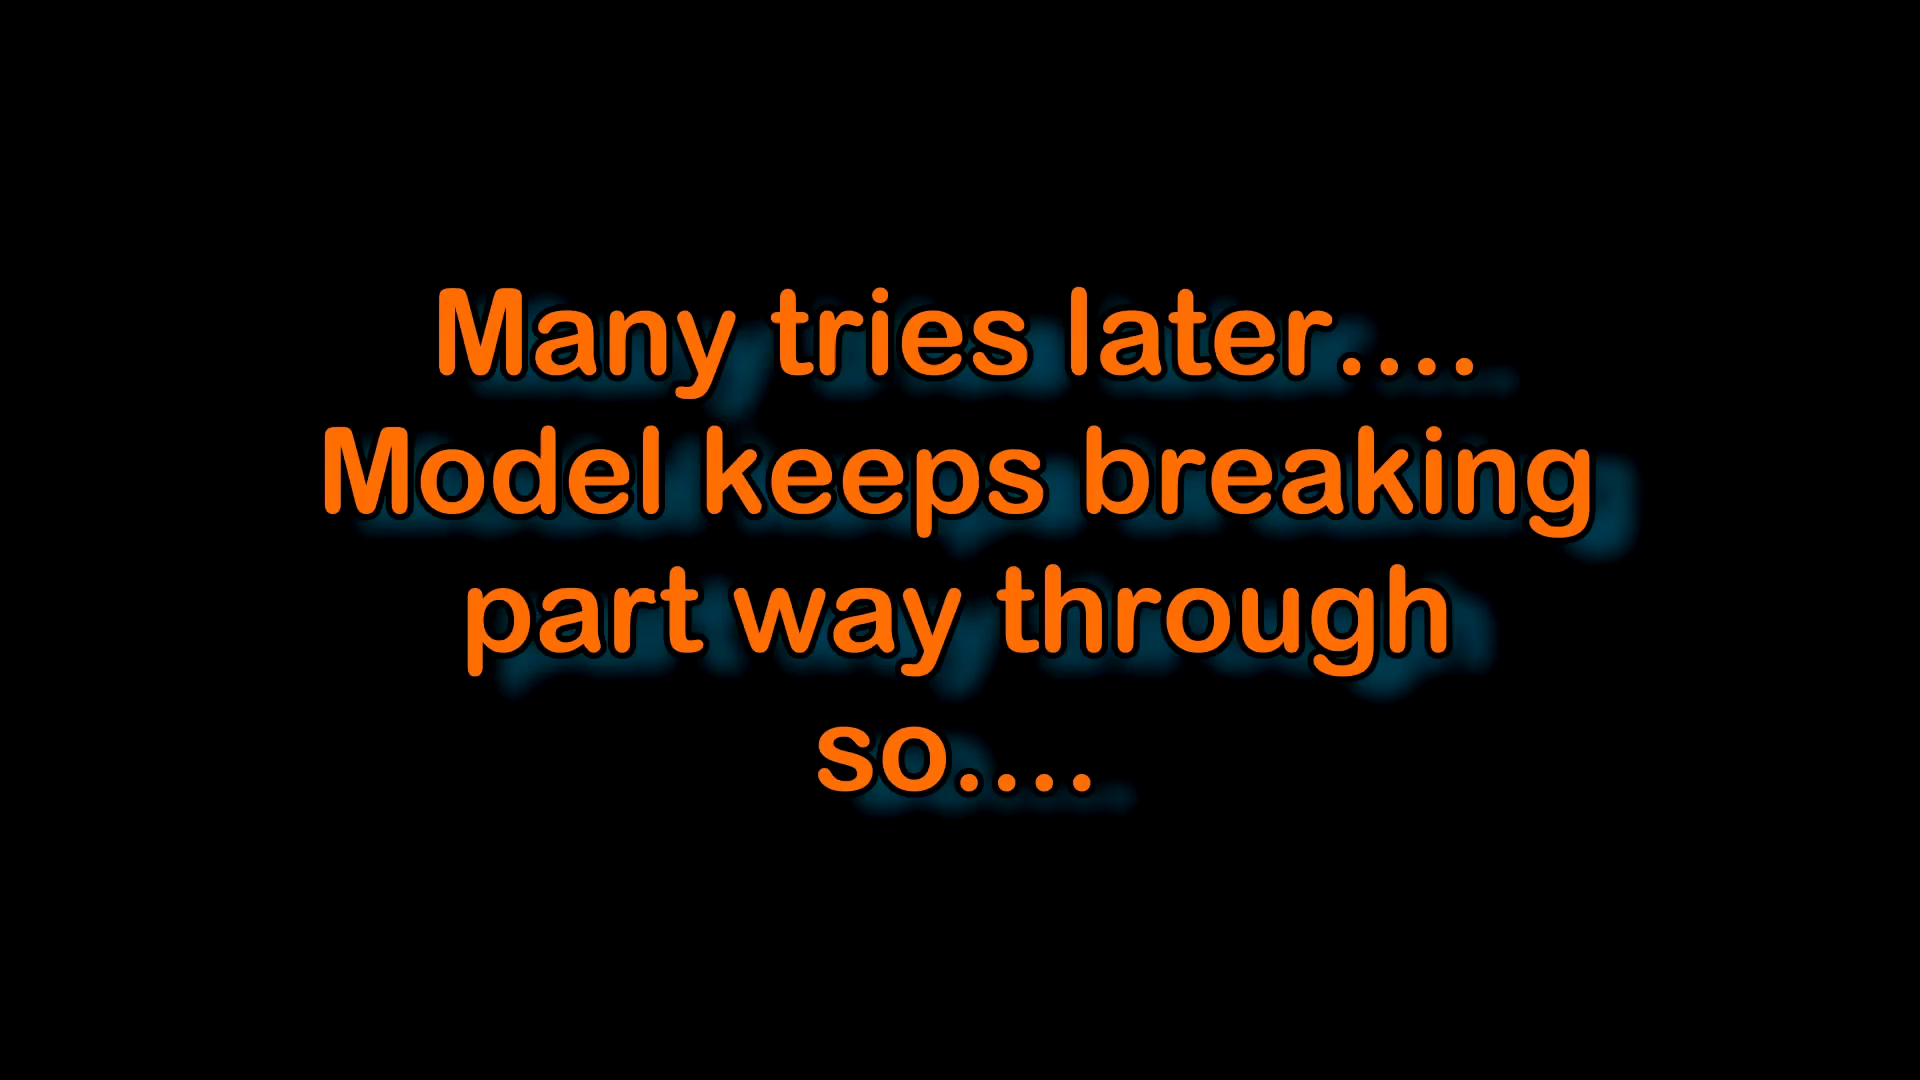 Many tries later....
Model keeps breaking
part way through
so....